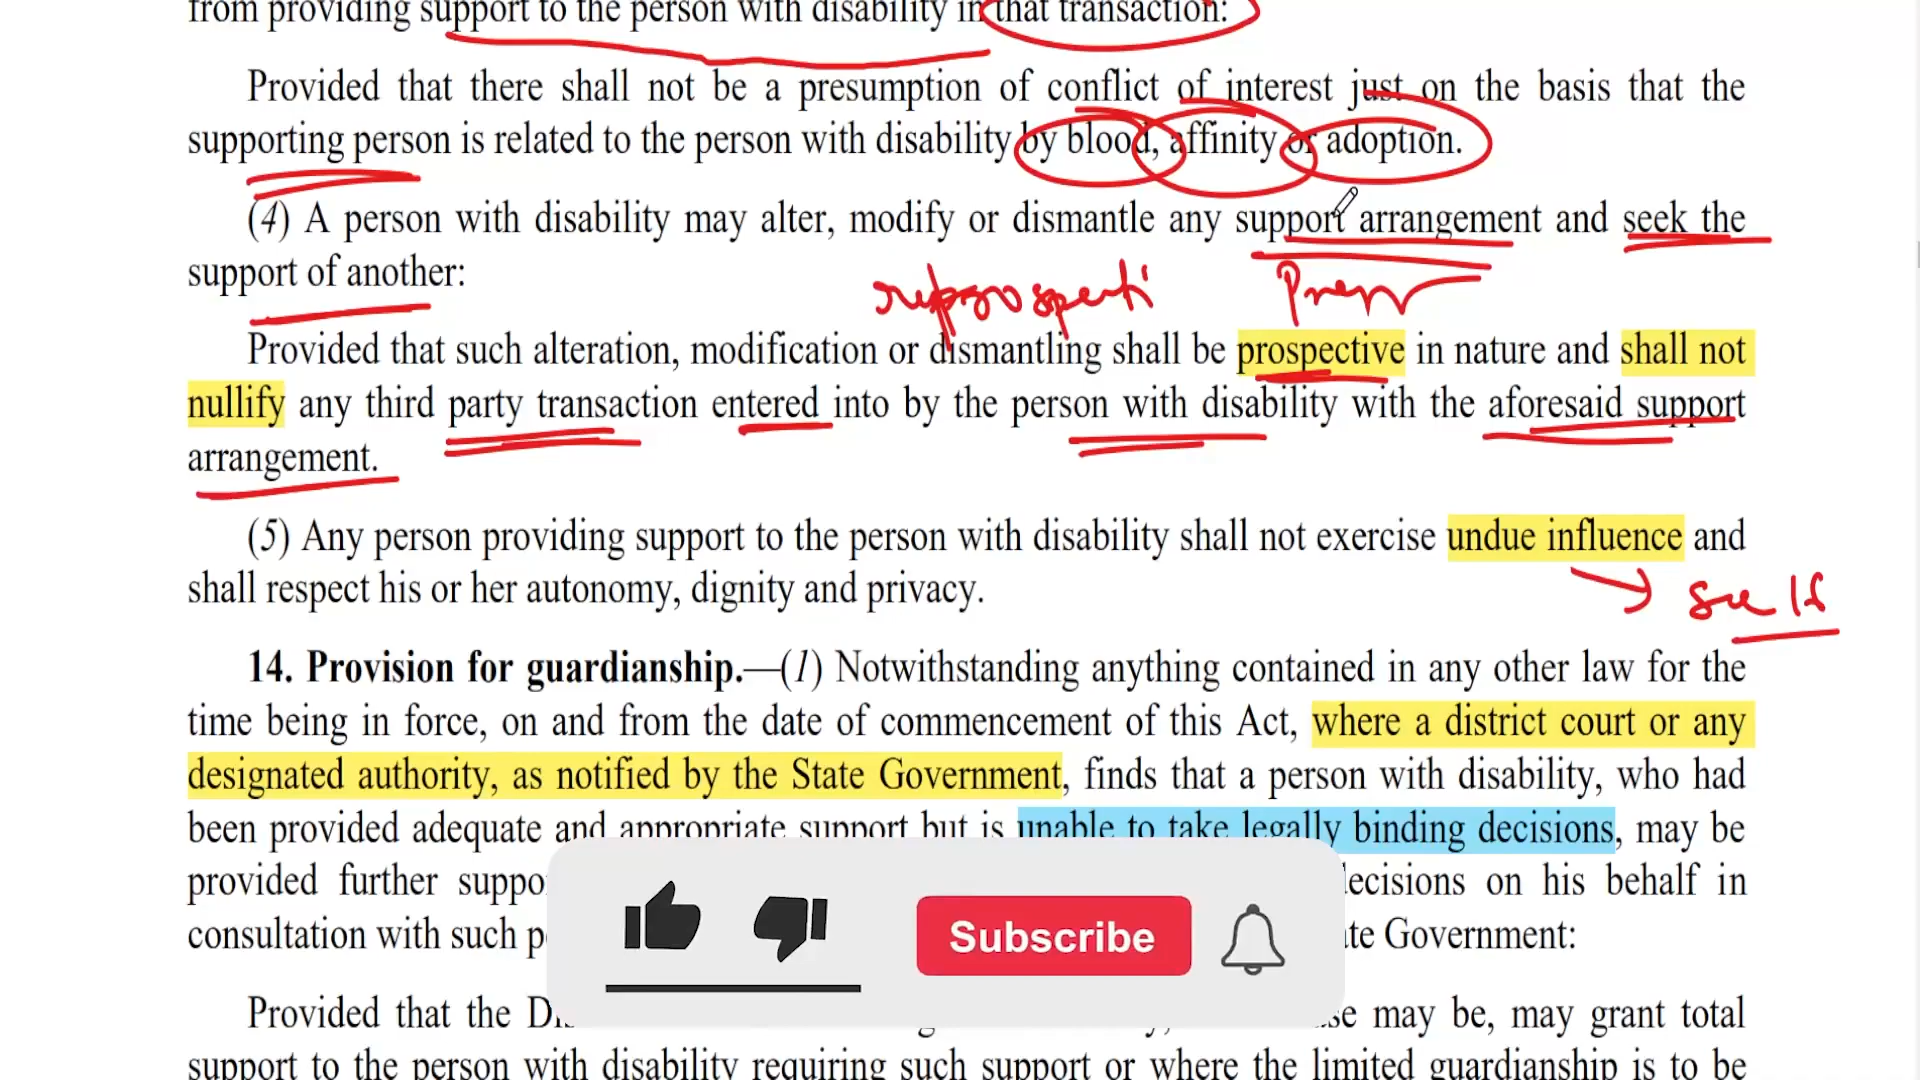 from providing support to the person with disability in that transaction:
Provided that there shall not be a presumption of conflict of interest just on the basis that the
supporting person is related to the person with disability by blood, affinity or adoption.
(4) A person with disability may alter, modify or dismantle any support arrangement and seek the
support of another:
Provided that such alteration, modification or dismantling shall be prospective in nature and shall not
nullify any third party transaction entered into by the person with disability with the aforesaid support
arrangement.
(5) Any person providing support to the person with disability shall not exercise undue influence and
shall respect his or her autonomy, dignity and privacy.
14. Provision for guardianship.—(1) Notwithstanding anything contained in any other law for the
time being in force, on and from the date of commencement of this Act, where a district court or any
designated authority, as notified by the State Government, finds that a person with disability, who had
been provided adequate and appropriate support but is unable to take legally binding decisions, may be
provided further decisions on his behalf in
consultation with such Government:
Subscribe
Provided that the may be, may grant total
support to the person with disability requiring such support or where the limited guardianship is to be